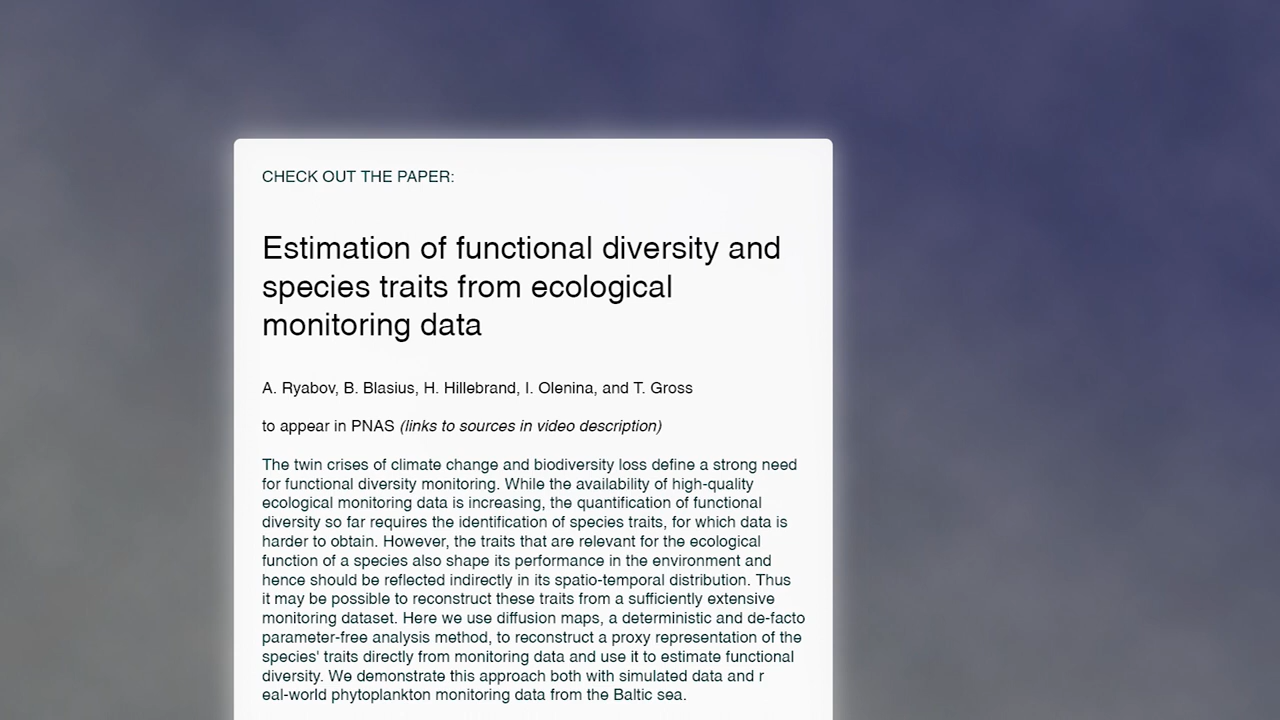 CHECK OUT THE PAPER:
Estimation of functional diversity and
species traits from ecological
monitoring data
A. Ryabov, B. Blasius, H. Hillebrand, I. Olenina, and T. Gross
to appear in PNAS (links to sources in video description)
The twin crises of climate change and biodiversity loss define a strong need
for functional diversity monitoring. While the availability of high-quality
ecological monitoring data is increasing, the quantification of functional
diversity so far requires the identification of species traits, for which data is
harder to obtain. However, the traits that are relevant for the ecological
function of a species also shape its performance in the environment and
hence should be reflected indirectly in its spatio-temporal distribution. Thus
it may be possible to reconstruct these traits from a sufficiently extensive
monitoring dataset. Here we use diffusion maps, a deterministic and de-facto
parameter-free analysis method, to reconstruct a proxy representation of the
species' traits directly from monitoring data and use it to estimate functional
diversity. We demonstrate this approach both with simulated data and r
eal-world phytoplankton monitoring data from the Baltic sea.